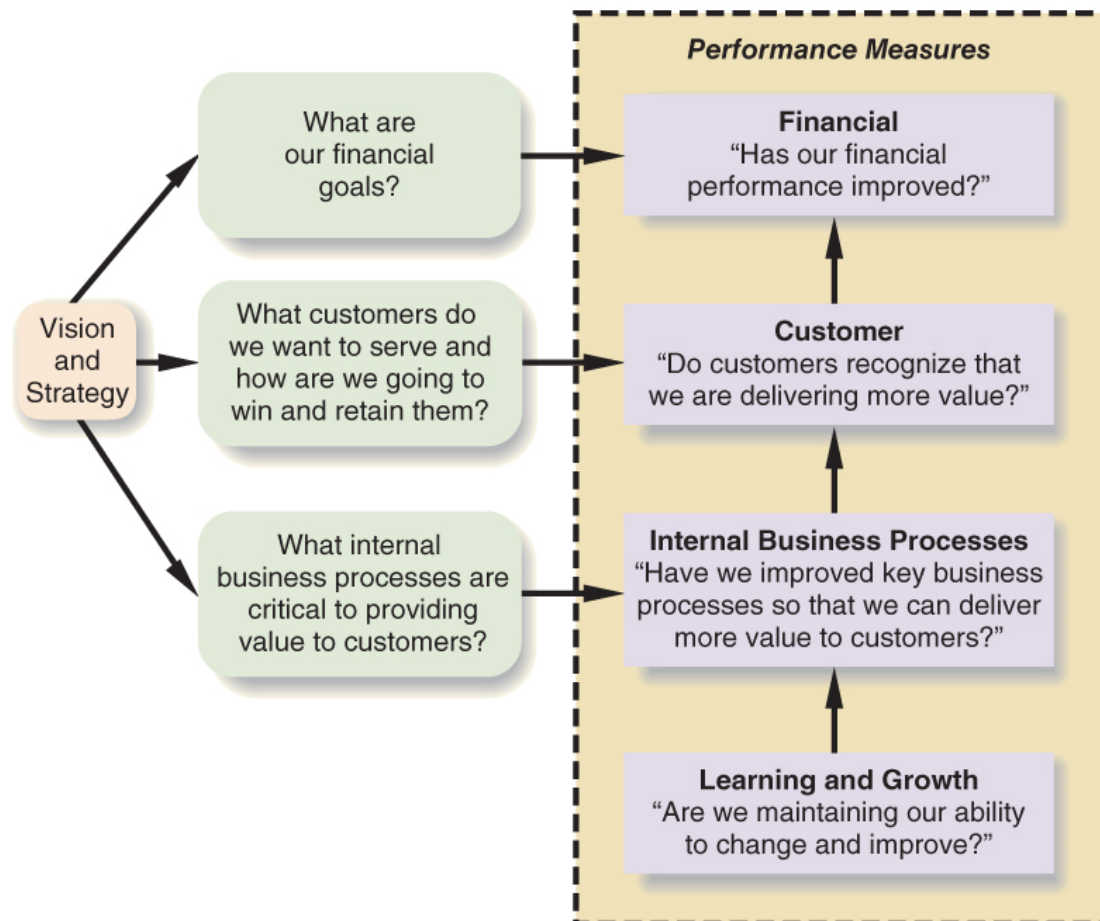 Performance Measures
What are
our financial
goals?
Financial
“Has our financial
performance improved?”
Vision
and
Strategy
What customers do
we want to serve and
how are we going to
win and retain them?
Customer
“Do customers recognize that
we are delivering more value?”
What internal
business processes are
critical to providing
value to customers?
Internal Business Processes
“Have we improved key business
processes so that we can deliver
more value to customers?”
Learning and Growth
“Are we maintaining our ability
to change and improve?”